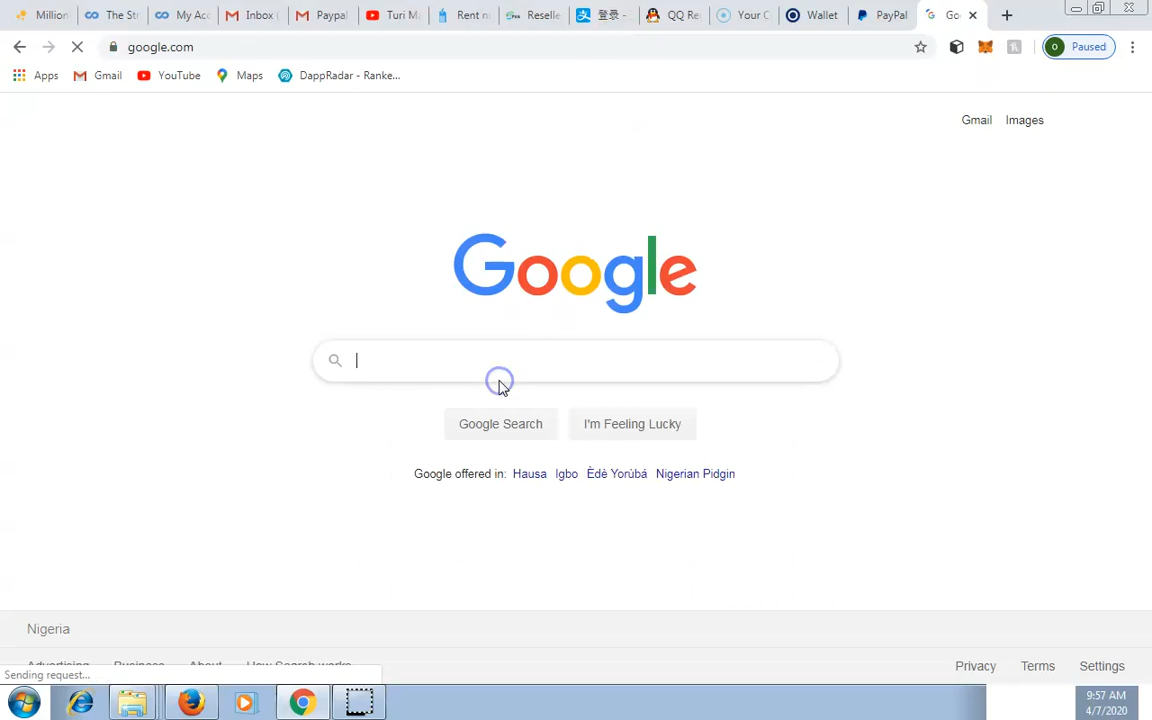 Million The Str My Acc Inbox ( Paypal Turi Ma Rent n Reselle 登录 - QQ Re Your C Wallet PayPal Go
google.com Paused
Apps Gmail YouTube Maps DappRadar - Ranke...
Gmail Images
Google
Google Search I'm Feeling Lucky
Google offered in: Hausa Igbo Èdè Yorùbá Nigerian Pidgin
Nigeria
Advertising Business About How Search works Privacy Terms Settings
Sending request...
9:57 AM
4/7/2020